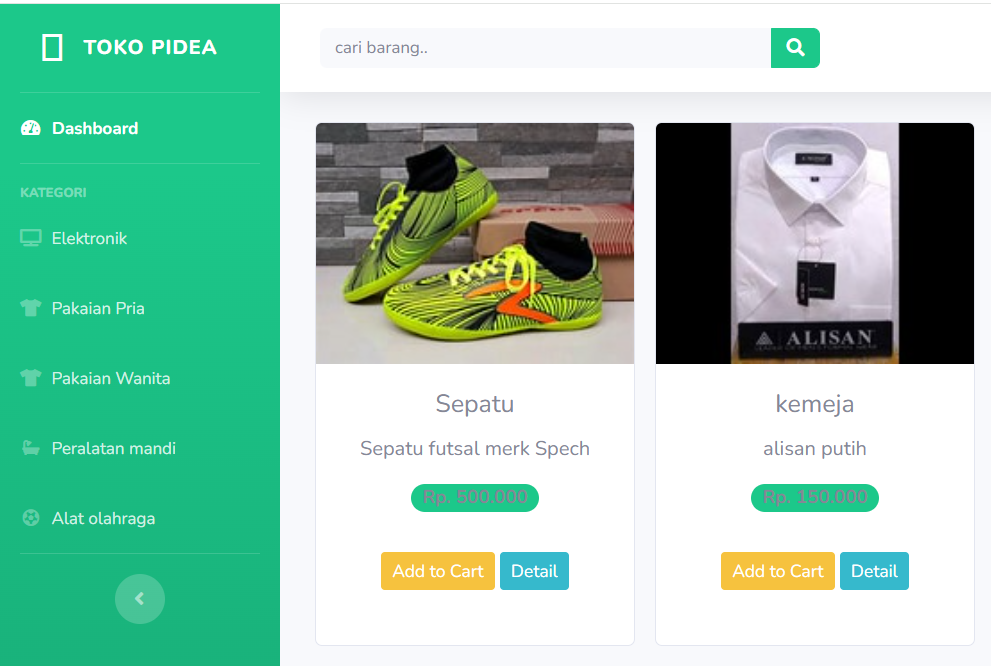 TOKO PIDEA
cari barang..
Dashboard
KATEGORI
Elektronik
Pakaian Pria
Pakaian Wanita
Peralatan mandi
Alat olahraga
ALISAN
Sepatu
Sepatu futsal merk Spech
Rp. 500.000
Add to Cart Detail
kemeja
alisan putih
Rp. 150.000
Add to Cart Detail